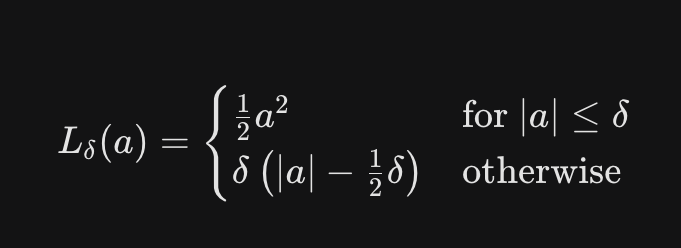 L_δ(a) = { ½a² for |a| ≤ δ
δ (|a| − ½δ) otherwise